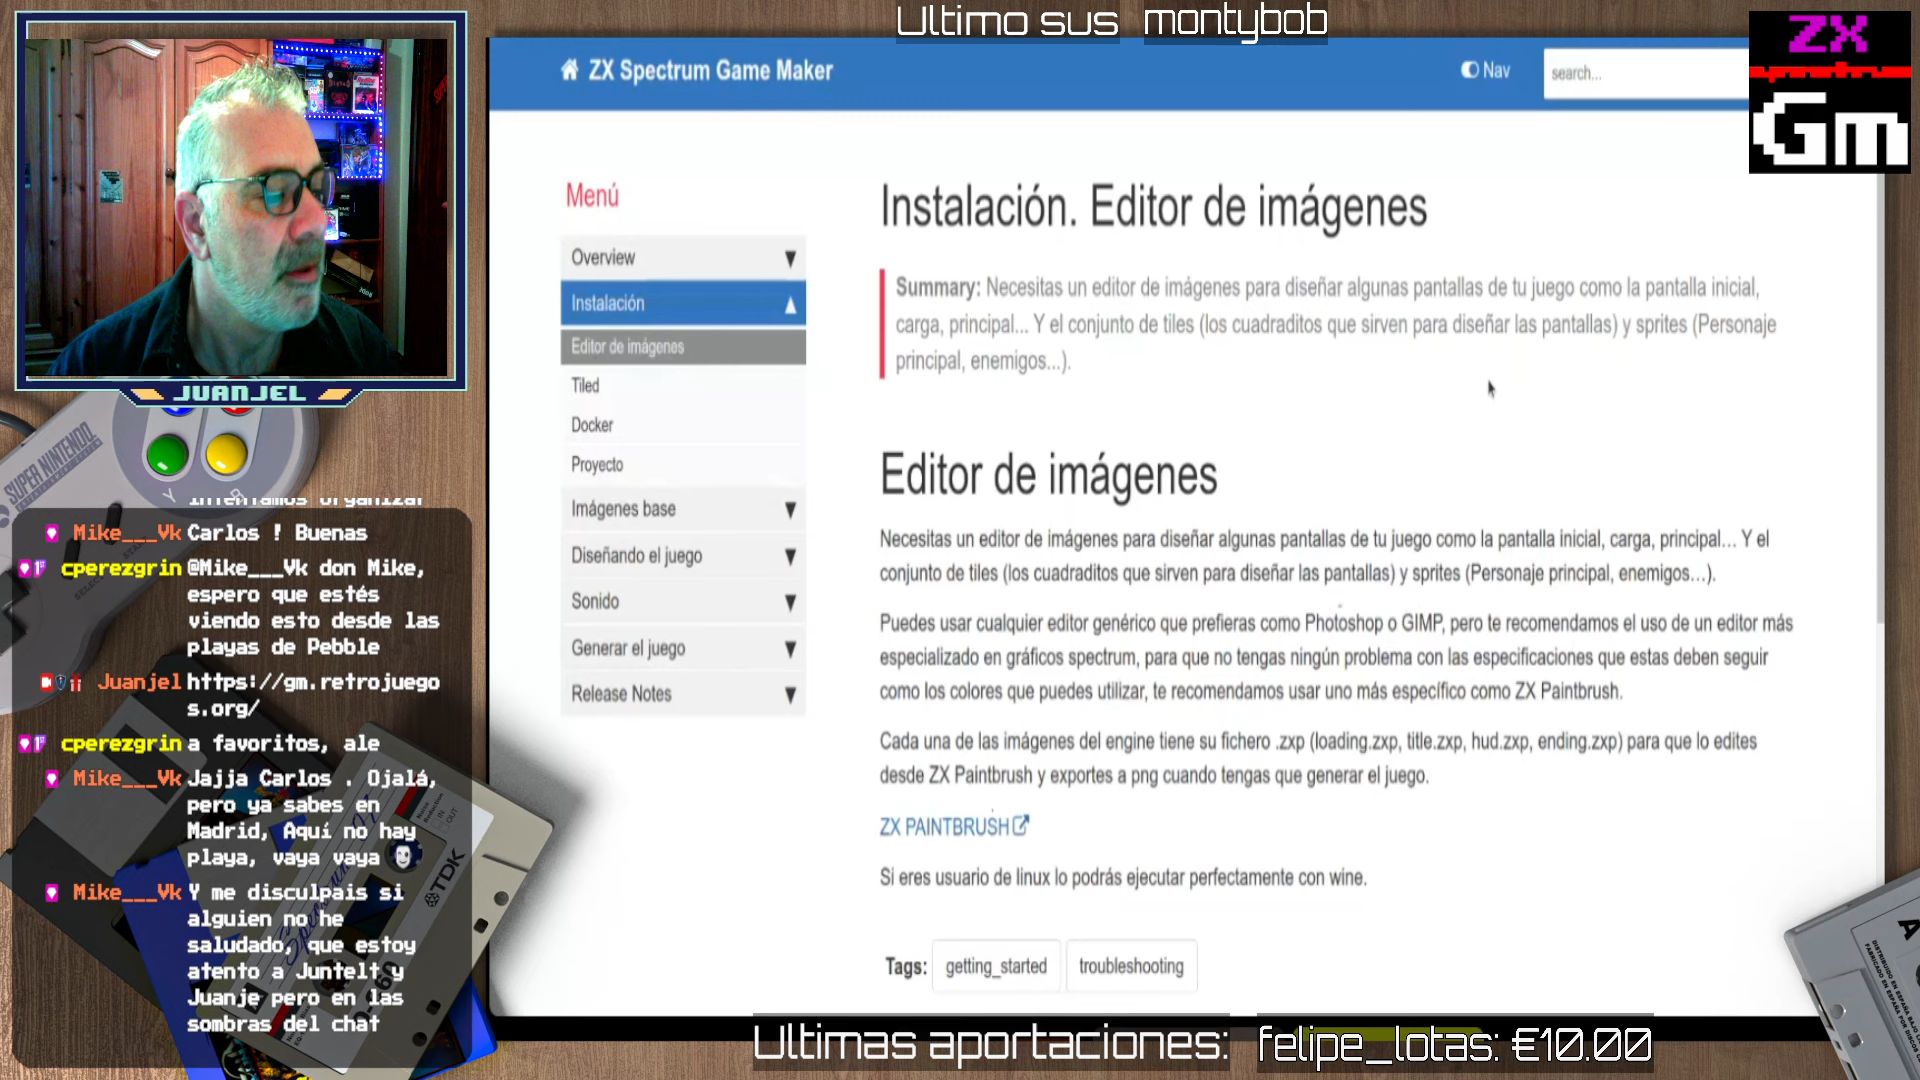 Ultimo sus montybob
ZX
Gm
ZX Spectrum Game Maker
Nav
search...
Menú
Overview
Instalación
Editor de imágenes
Tiled
Docker
Proyecto
Imágenes base
Diseñando el juego
Sonido
Generar el juego
Release Notes
Instalación. Editor de imágenes
Summary: Necesitas un editor de imágenes para diseñar algunas pantallas de tu juego como la pantalla inicial,
carga, principal... Y el conjunto de tiles (los cuadraditos que sirven para diseñar las pantallas) y sprites (Personaje
principal, enemigos...).
Editor de imágenes
Necesitas un editor de imágenes para diseñar algunas pantallas de tu juego como la pantalla inicial, carga, principal... Y el
conjunto de tiles (los cuadraditos que sirven para diseñar las pantallas) y sprites (Personaje principal, enemigos...).
Puedes usar cualquier editor genérico que prefieras como Photoshop o GIMP, pero te recomendamos el uso de un editor más
especializado en gráficos spectrum, para que no tengas ningún problema con las especificaciones que estas deben seguir
como los colores que puedes utilizar, te recomendamos usar uno más específico como ZX Paintbrush.
Cada una de las imágenes del engine tiene su fichero .zxp (loading.zxp, title.zxp, hud.zxp, ending.zxp) para que lo edites
desde ZX Paintbrush y exportes a png cuando tengas que generar el juego.
ZX PAINTBRUSH
Si eres usuario de linux lo podrás ejecutar perfectamente con wine.
Tags: getting_started troubleshooting
JUANJEL
SUPER NINTENDO
Y
intentamos organizar
Mike___Vk Carlos ! Buenas
cperezgrin @Mike___Vk don Mike,
espero que estés
viendo esto desde las
playas de Pebble
Juanjel https://gm.retrojuego
s.org/
cperezgrin a favoritos, ale
Mike___Vk Jajja Carlos . Ojalá,
pero ya sabes en
Madrid, Aquí no hay
playa, vaya vaya
Mike___Vk Y me disculpais si
alguien no he
saludado, que estoy
atento a Juntelt y
Juanje pero en las
sombras del chat
TDK
Ultimas aportaciones: felipe_lotas: €10.00